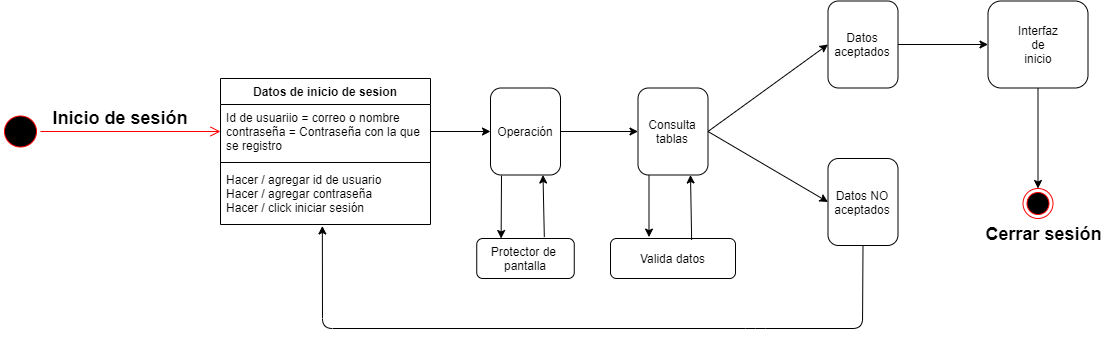 Inicio de sesión
Datos de inicio de sesion
Id de usuariio = correo o nombre
contraseña = Contraseña con la que
se registro
Hacer / agregar id de usuario
Hacer / agregar contraseña
Hacer / click iniciar sesión
Operación
Protector de
pantalla
Consulta
tablas
Valida datos
Datos
aceptados
Datos NO
aceptados
Interfaz
de
inicio
Cerrar sesión